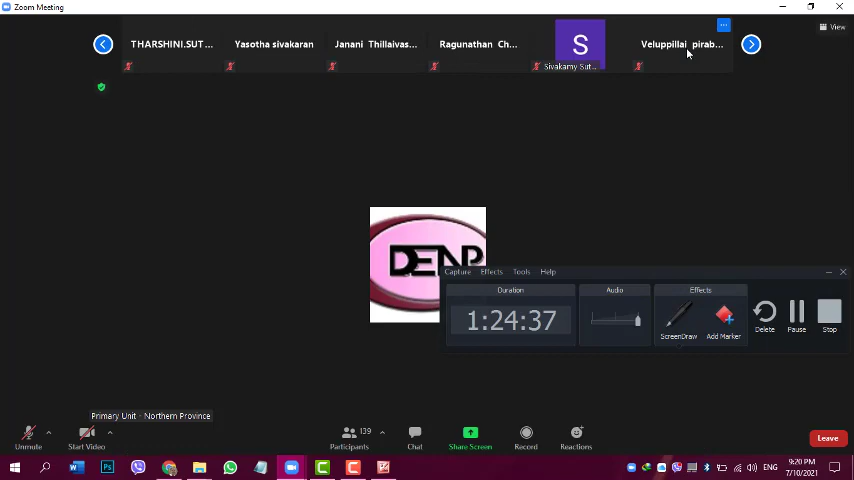 Zoom Meeting
View
THARSHINI.SUT...
Yasotha sivakaran
Janani Thillaivas...
Ragunathan Ch...
S
Sivakamy Sut...
Veluppillai pirab...
DENP
Capture Effects Tools Help
Duration
Audio
Effects
1:24:37
ScreenDraw
Add Marker
Delete
Pause
Stop
Primary Unit - Northern Province
139
Unmute
Start Video
Participants
Chat
Share Screen
Record
Reactions
Leave
ENG
9:20 PM
7/10/2021